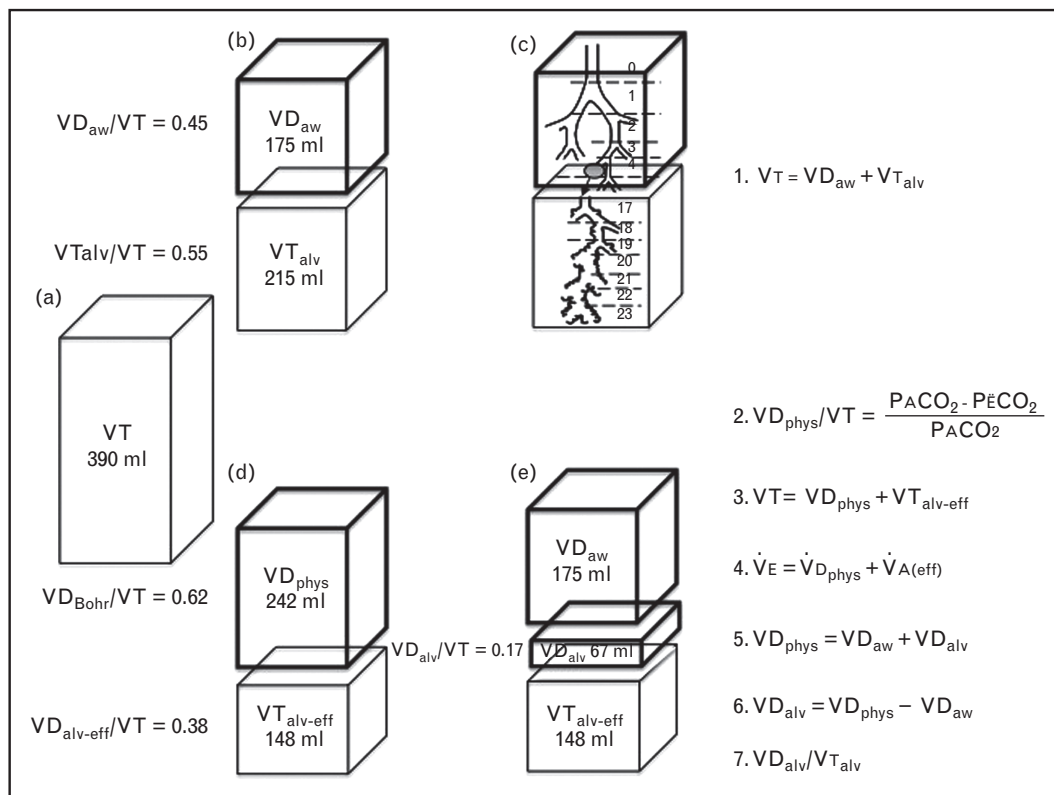 (b)
VDaw/VT = 0.45
VDaw
175 ml
VTalv/VT = 0.55
VTalv
215 ml
(c)
0
1
2
3
4
17
18
19
20
21
22
23
1. VT = VDaw + VTalv
(a)
VT
390 ml
2. VDphys/VT = PACO2 - PËCO2
PACO2
(d)
VDphys
242 ml
VDBohr/VT = 0.62
VDalv-eff/VT = 0.38
VTalv-eff
148 ml
(e)
VDaw
175 ml
VDalv/VT = 0.17
VDalv 67 ml
VTalv-eff
148 ml
3. VT = VDphys + VTalv-eff
4. V̇E = V̇Dphys + V̇A(eff)
5. VDphys = VDaw + VDalv
6. VDalv = VDphys – VDaw
7. VDalv/VTalv